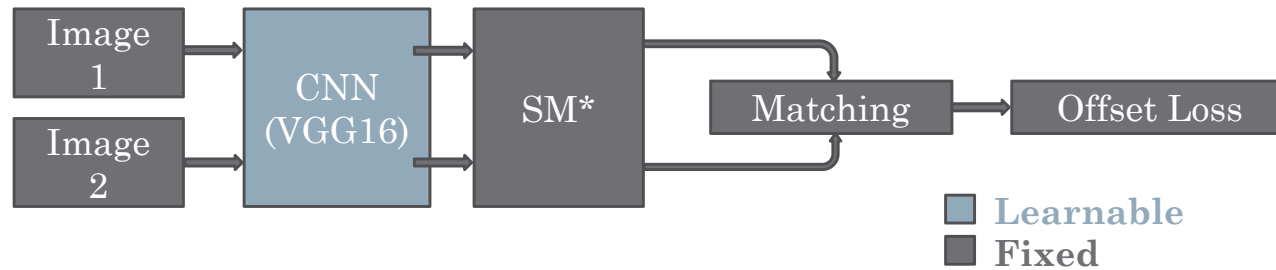 Image
1
CNN
(VGG16)
SM*
Matching
Offset Loss
Image
2
Learnable
Fixed